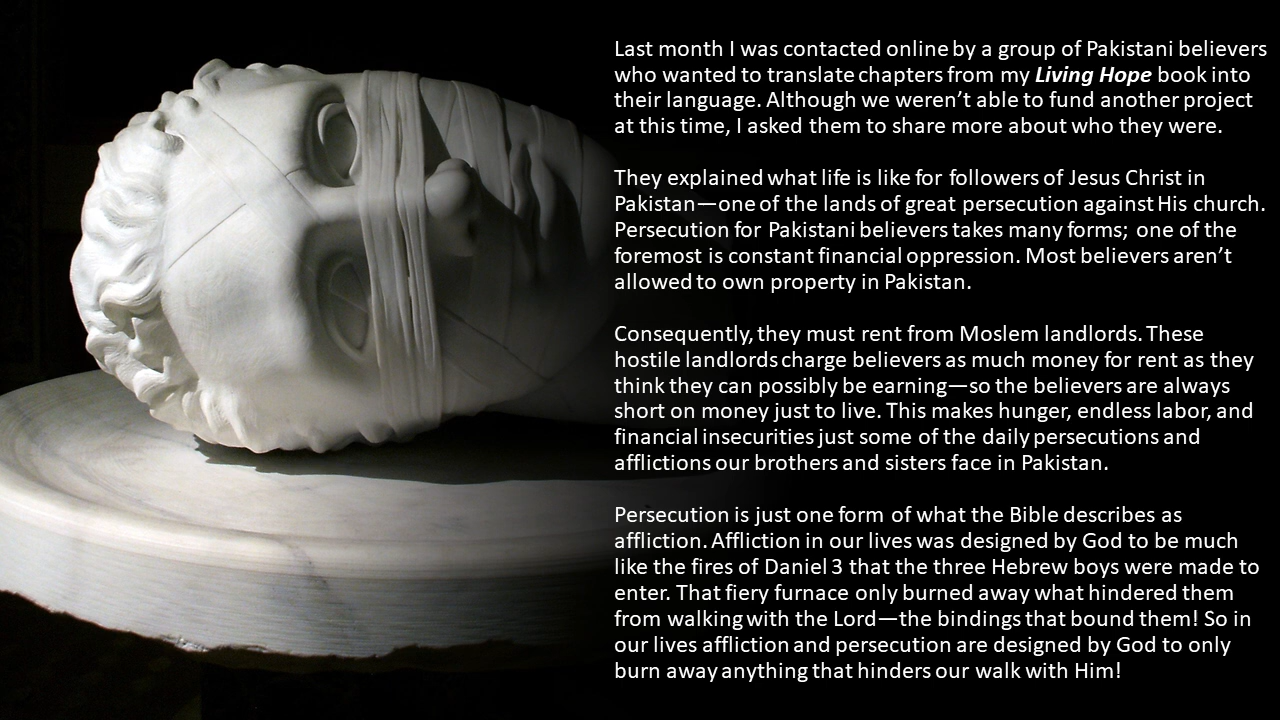 Last month I was contacted online by a group of Pakistani believers
who wanted to translate chapters from my Living Hope book into
their language. Although we weren’t able to fund another project
at this time, I asked them to share more about who they were.
They explained what life is like for followers of Jesus Christ in
Pakistan—one of the lands of great persecution against His church.
Persecution for Pakistani believers takes many forms; one of the
foremost is constant financial oppression. Most believers aren’t
allowed to own property in Pakistan.
Consequently, they must rent from Moslem landlords. These
hostile landlords charge believers as much money for rent as they
think they can possibly be earning—so the believers are always
short on money just to live. This makes hunger, endless labor, and
financial insecurities just some of the daily persecutions and
afflictions our brothers and sisters face in Pakistan.
Persecution is just one form of what the Bible describes as
affliction. Affliction in our lives was designed by God to be much
like the fires of Daniel 3 that the three Hebrew boys were made to
enter. That fiery furnace only burned away what hindered them
from walking with the Lord—the bindings that bound them! So in
our lives affliction and persecution are designed by God to only
burn away anything that hinders our walk with Him!